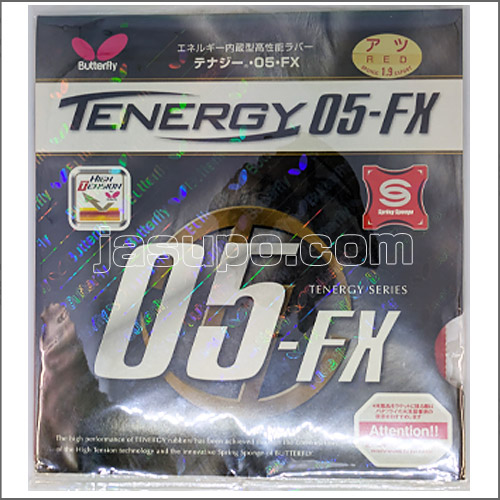 Butterfly
エネルギー内蔵型高性能ラバー
テナジー・05・FX
アツ
RED
1.9
TENERGY 05-FX
HIGH TENSION
Spring Sponge
jasupo.com
TENERGY SERIES
05-FX
Attention!!
The high performance of TENERGY rubbers has been achieved
of the High Tension technology and the innovative Spring Sponge of BUTTERFLY